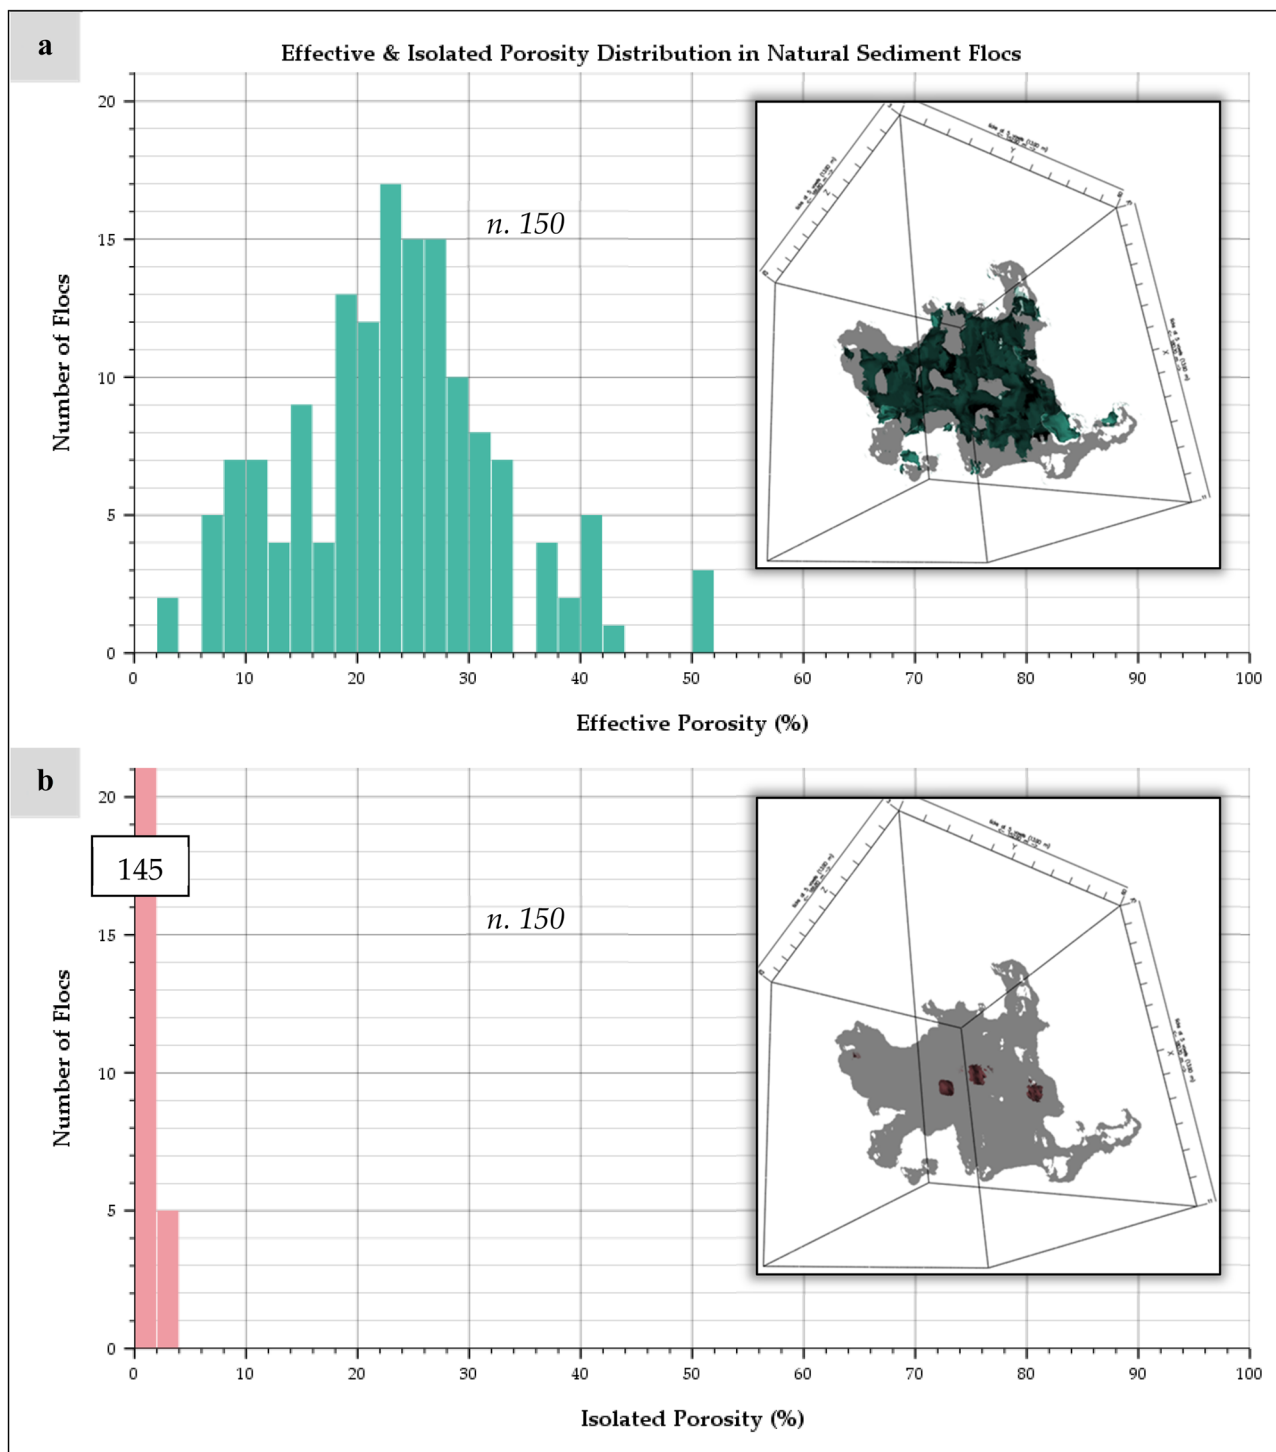 a
Effective & Isolated Porosity Distribution in Natural Sediment Flocs
20
15
10
5
0
Number of Flocs
n. 150
Z
Y
X
0
10
20
30
40
50
60
70
80
90
100
Effective Porosity (%)
b
20
15
10
5
0
145
Number of Flocs
n. 150
Z
Y
X
0
10
20
30
40
50
60
70
80
90
100
Isolated Porosity (%)